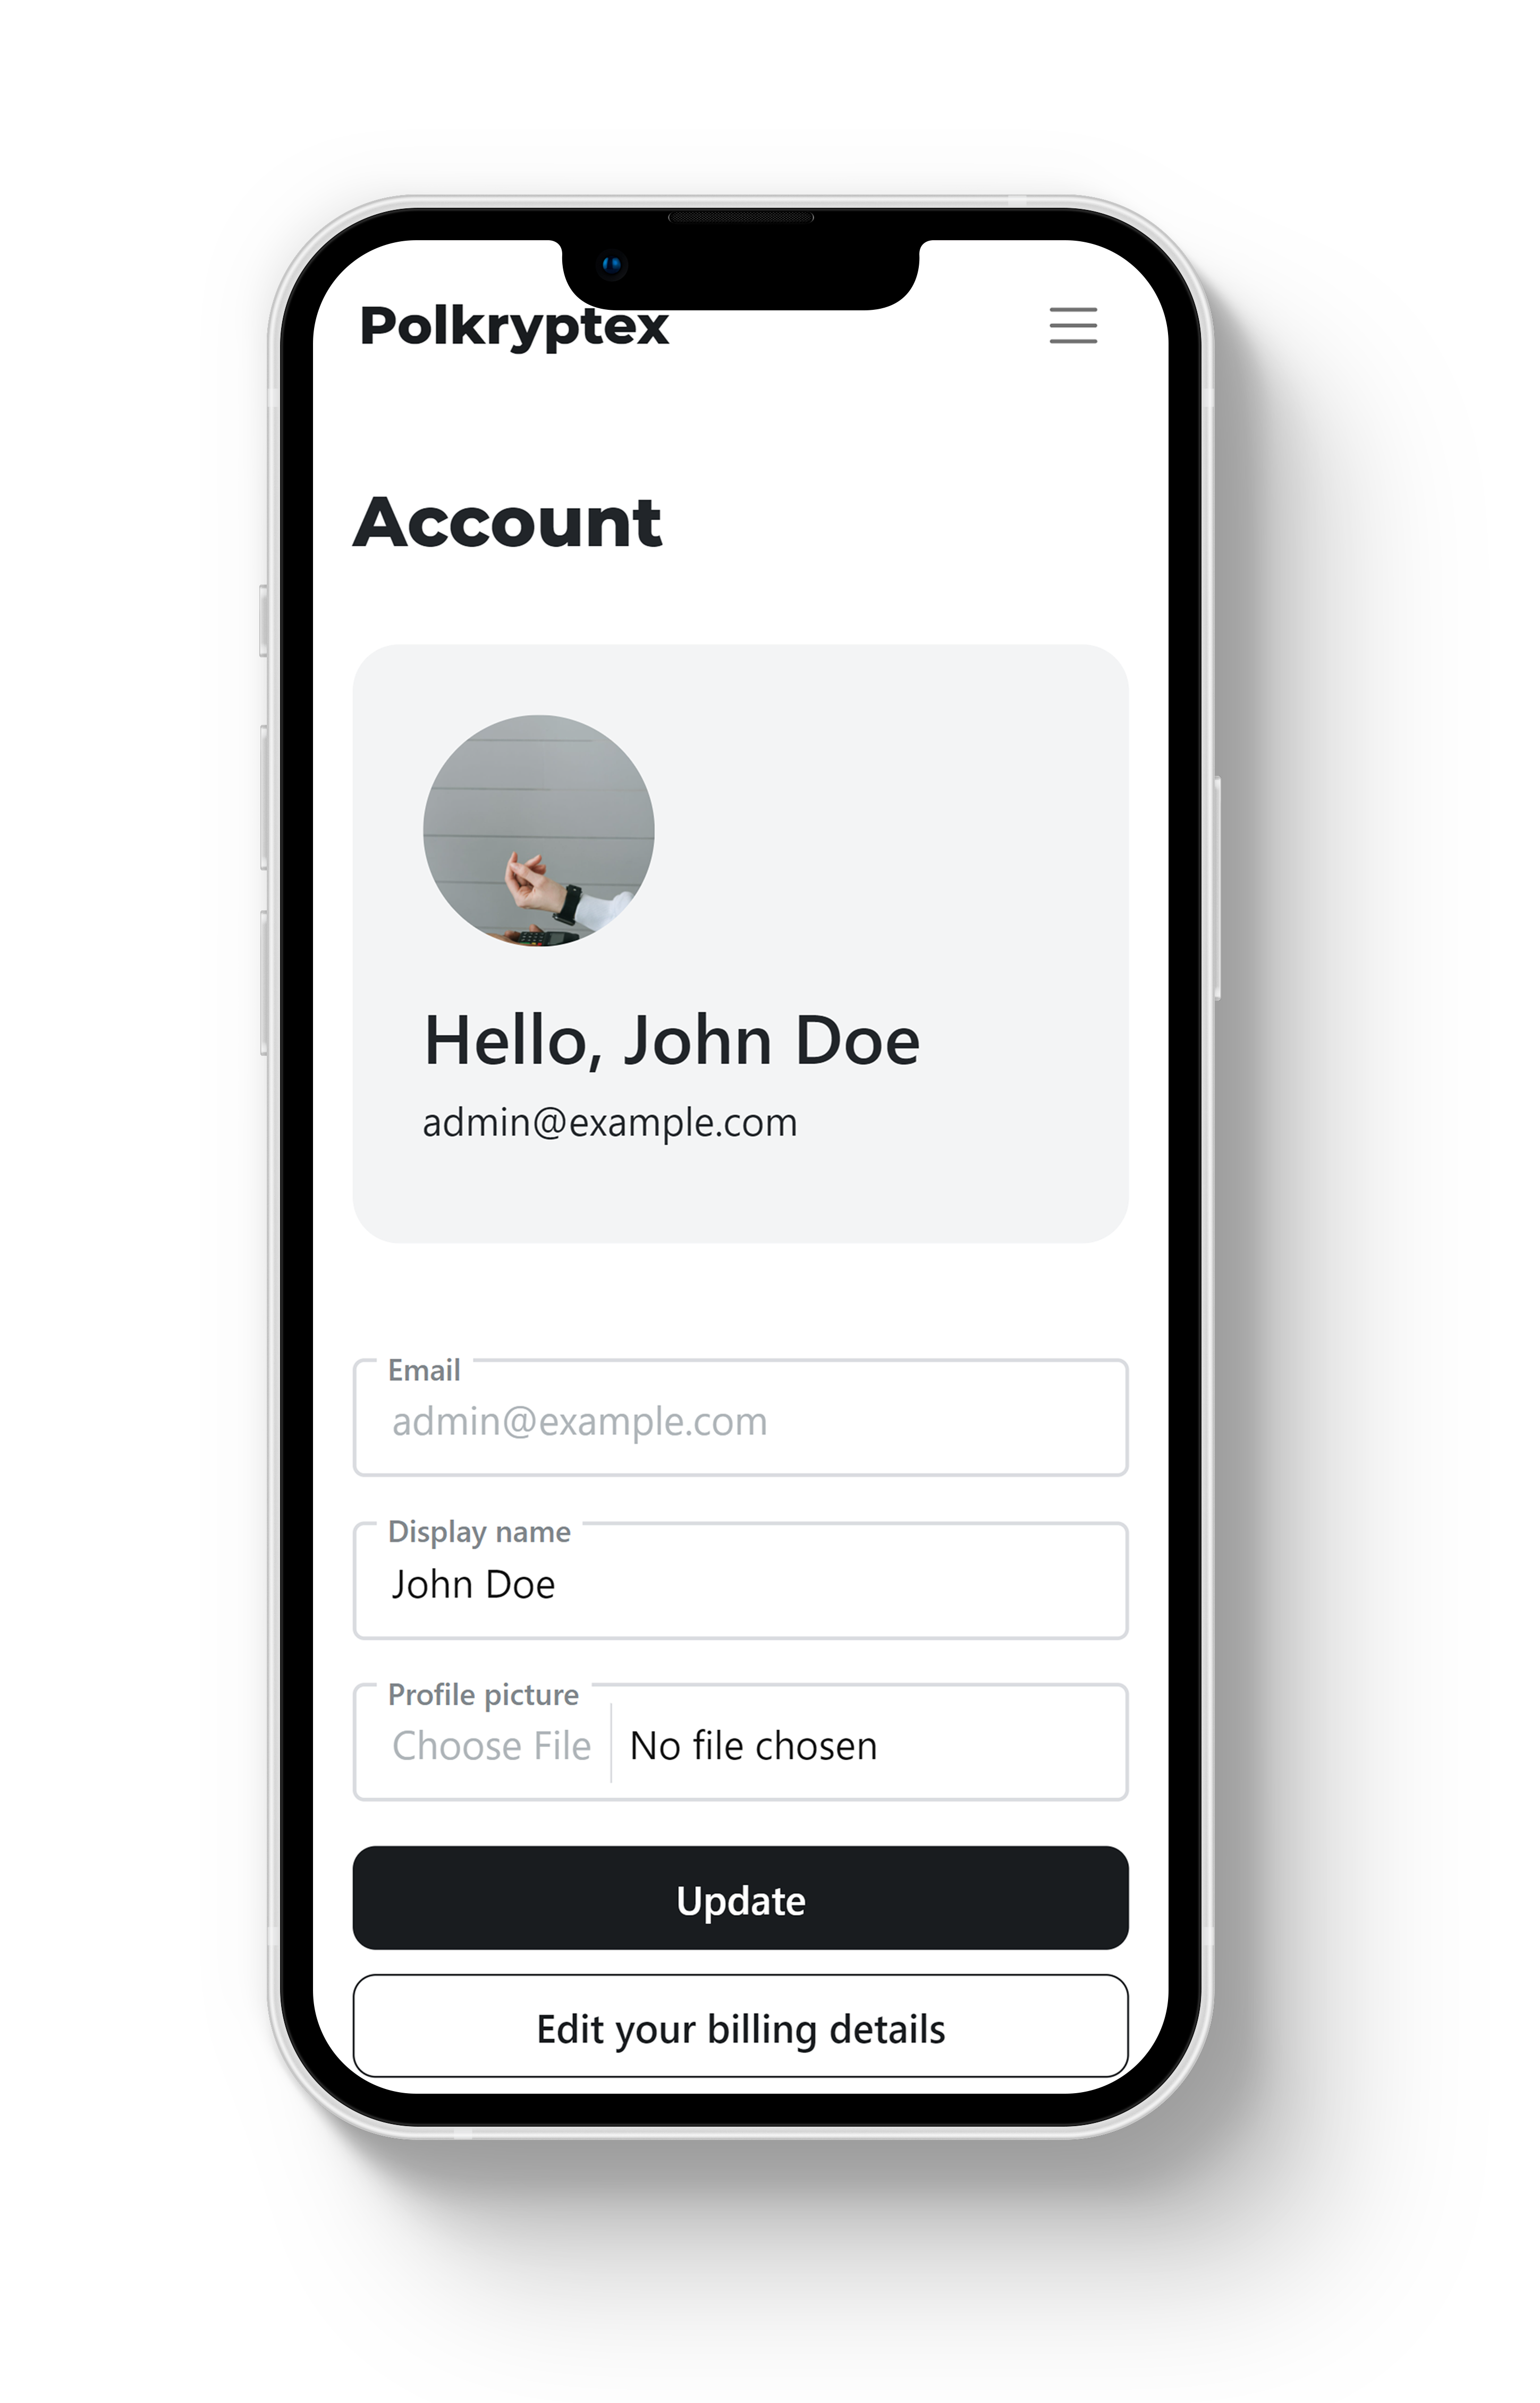 Polkryptex
Account
Hello, John Doe
admin@example.com
Email
admin@example.com
Display name
John Doe
Profile picture
Choose File No file chosen
Update
Edit your billing details